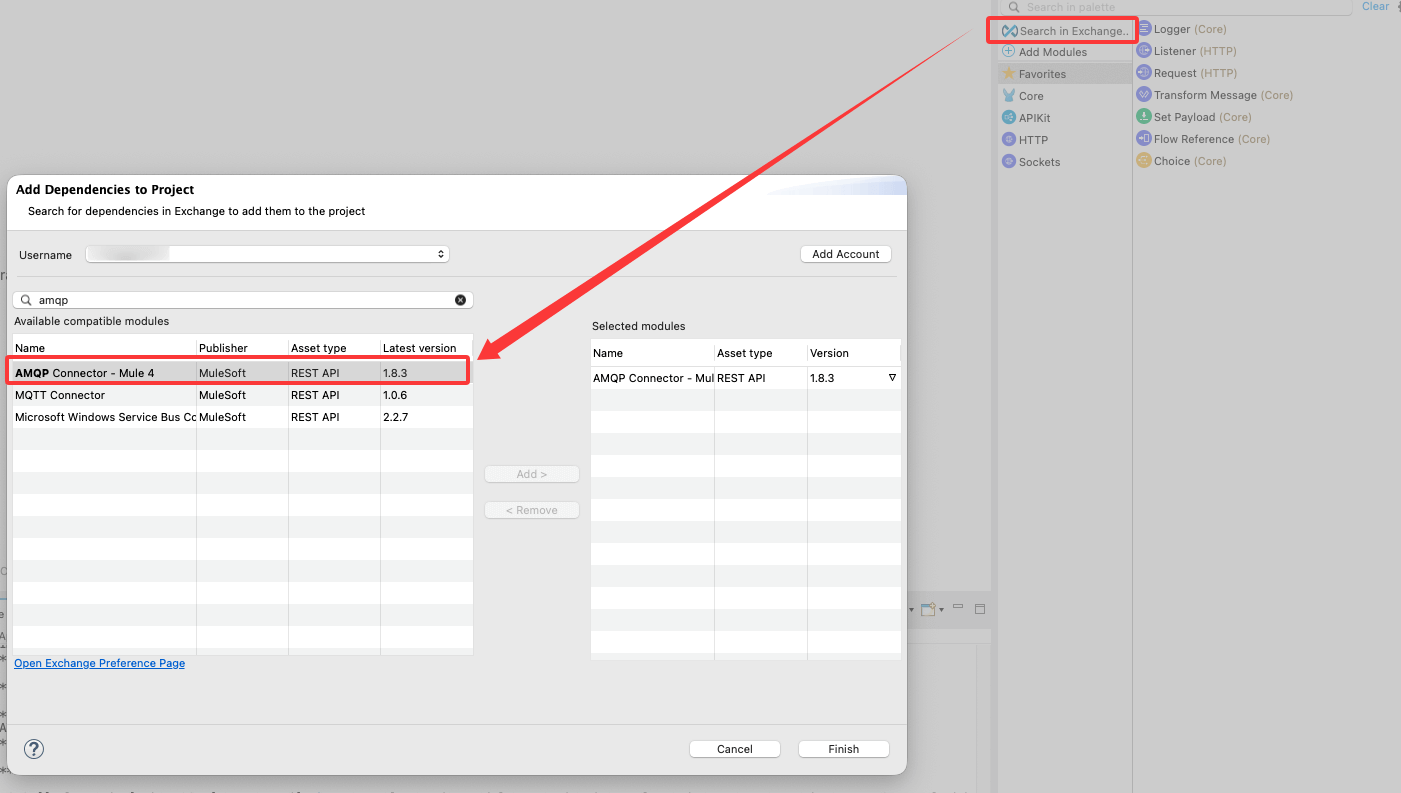 Search in palette
Clear
Search in Exchange..
Add Modules
Favorites
Core
APIKit
HTTP
Sockets
Logger (Core)
Listener (HTTP)
Request (HTTP)
Transform Message (Core)
Set Payload (Core)
Flow Reference (Core)
Choice (Core)
Add Dependencies to Project
Search for dependencies in Exchange to add them to the project
Username
Add Account
amqp
Available compatible modules
Name Publisher Asset type Latest version
AMQP Connector - Mule 4 MuleSoft REST API 1.8.3
MQTT Connector MuleSoft REST API 1.0.6
Microsoft Windows Service Bus Cc MuleSoft REST API 2.2.7
Add >
< Remove
Selected modules
Name Asset type Version
AMQP Connector - Mul REST API 1.8.3
Open Exchange Preference Page
?
Cancel
Finish